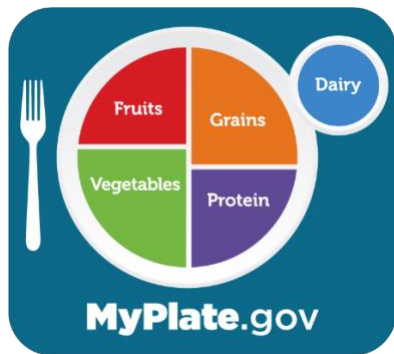 Dairy
Fruits
Grains
Vegetables
Protein
MyPlate.gov